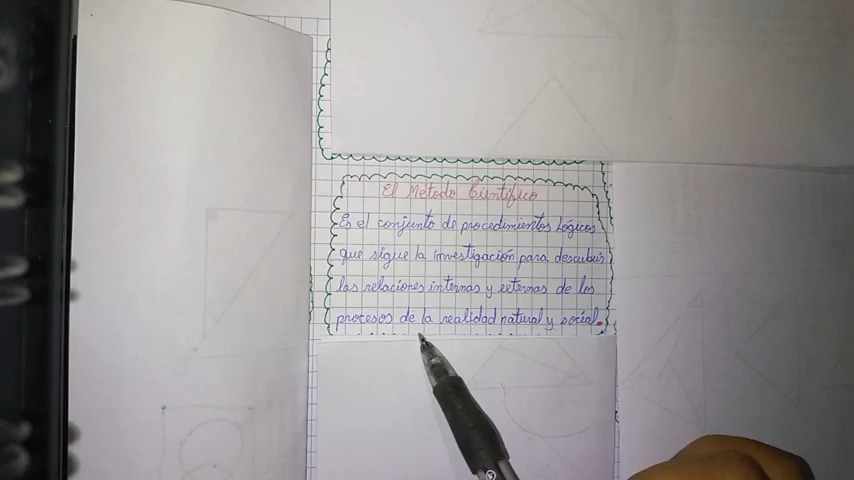 El Método Científico
Es el conjunto de procedimientos lógicos
que sigue la investigación para descubrir
las relaciones internas y externas de los
procesos de la realidad natural y social.